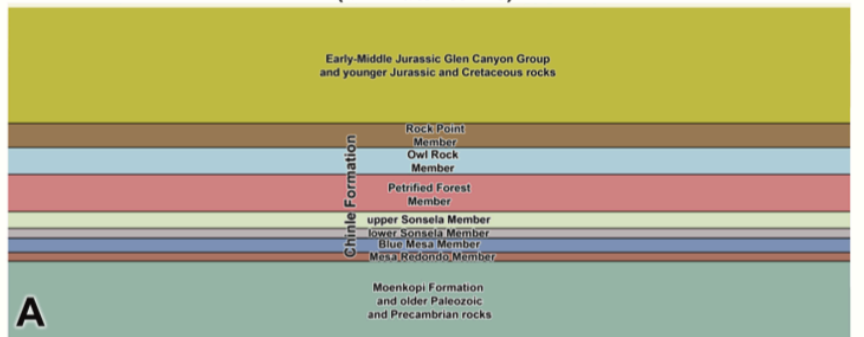 Early-Middle Jurassic Glen Canyon Group
and younger Jurassic and Cretaceous rocks
Chinle Formation
Rock Point
Member
Owl Rock
Member
Petrified Forest
Member
upper Sonsela Member
lower Sonsela Member
Blue Mesa Member
Mesa Redondo Member
Moenkopi Formation
and older Paleozoic
and Precambrian rocks
A